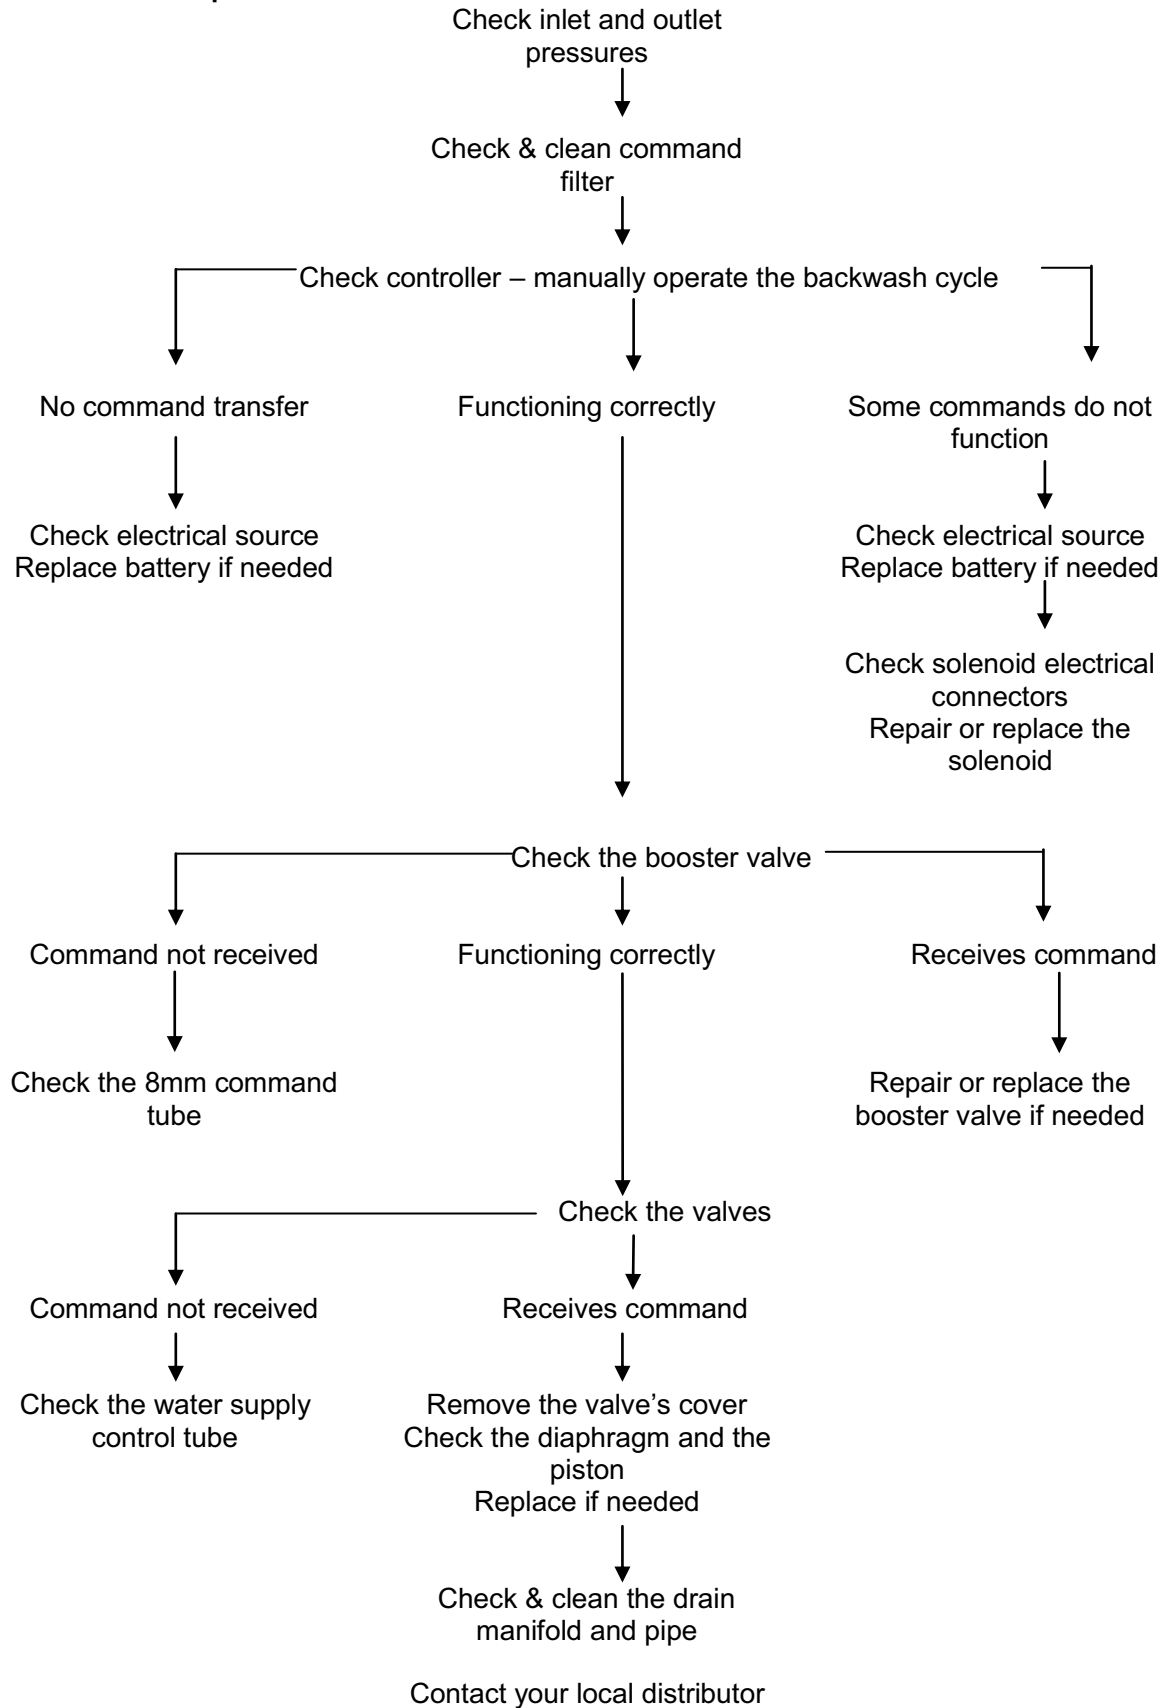 Check inlet and outlet
pressures
Check & clean command
filter
Check controller – manually operate the backwash cycle
No command transfer
Functioning correctly
Some commands do not
function
Check electrical source
Replace battery if needed
Check electrical source
Replace battery if needed
Check solenoid electrical
connectors
Repair or replace the
solenoid
Check the booster valve
Command not received
Functioning correctly
Receives command
Check the 8mm command
tube
Repair or replace the
booster valve if needed
Check the valves
Command not received
Receives command
Check the water supply
control tube
Remove the valve’s cover
Check the diaphragm and the
piston
Replace if needed
Check & clean the drain
manifold and pipe
Contact your local distributor